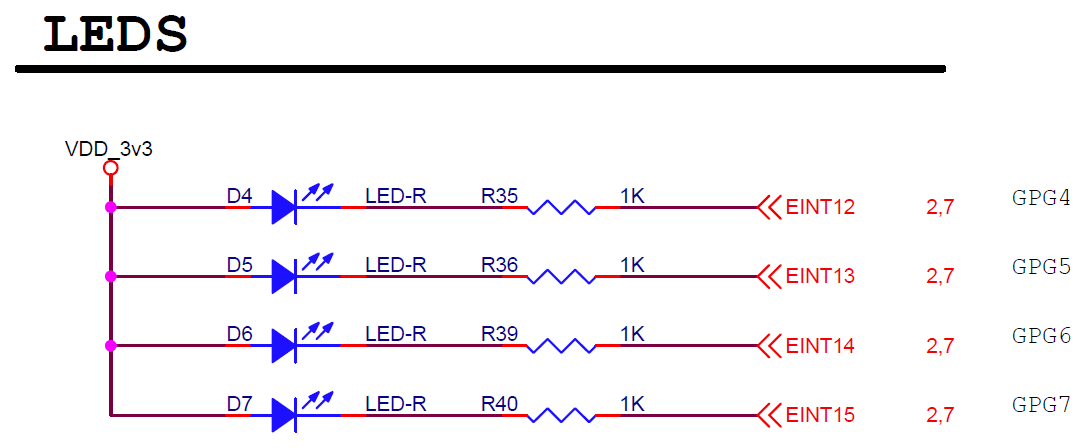 LEDS
VDD_3v3
D4 LED-R R35 1K EINT12 2,7 GPG4
D5 LED-R R36 1K EINT13 2,7 GPG5
D6 LED-R R39 1K EINT14 2,7 GPG6
D7 LED-R R40 1K EINT15 2,7 GPG7